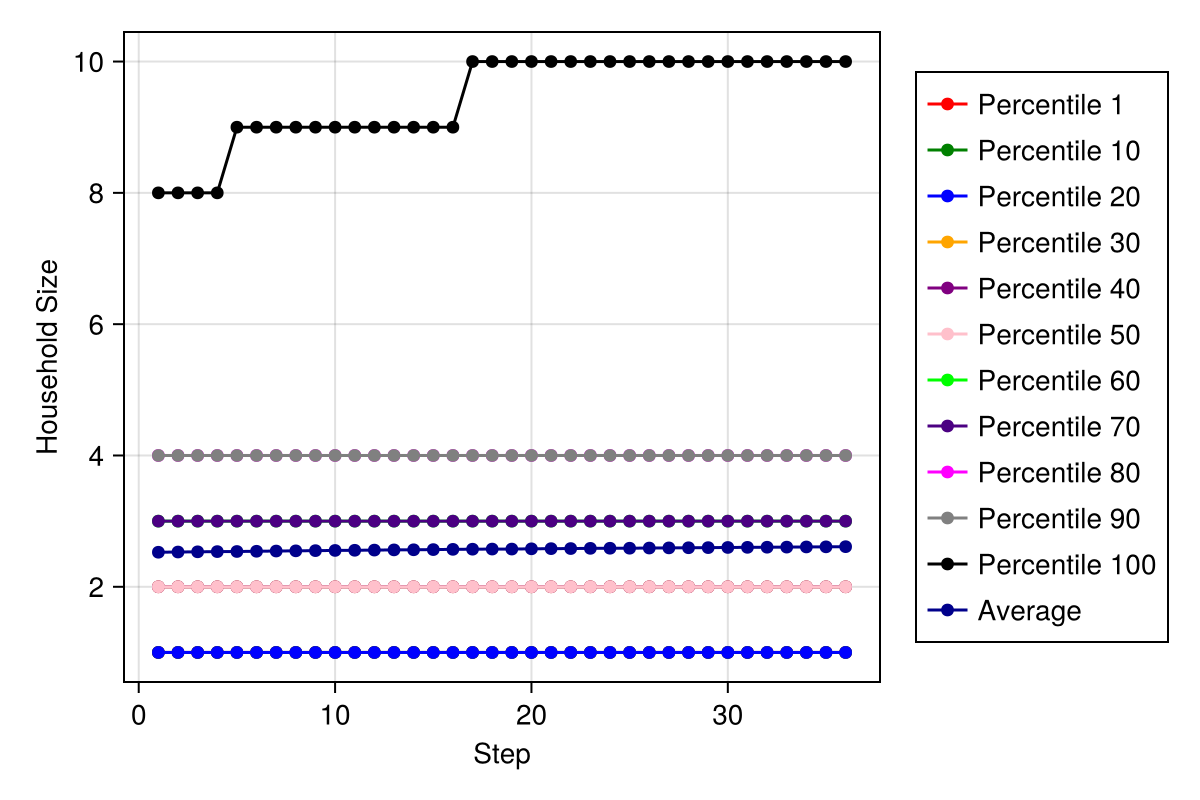 10
8
6
4
2
Household Size
0 10 20 30
Step
Percentile 1
Percentile 10
Percentile 20
Percentile 30
Percentile 40
Percentile 50
Percentile 60
Percentile 70
Percentile 80
Percentile 90
Percentile 100
Average